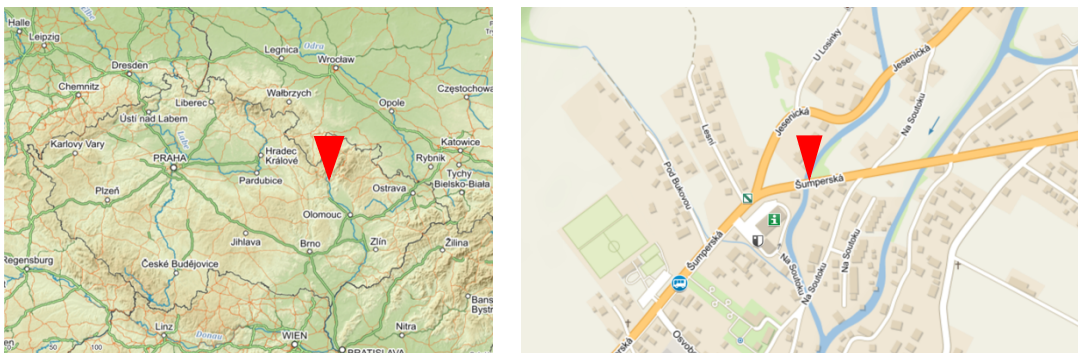 Halle
Leipzig
Elbe
Legnica
Odra
Wrocław
Dresden
Chemnitz
Wałbrzych
Opole
Częstochowa
Liberec
Ústí nad Labem
Labe
Karlovy Vary
PRAHA
Hradec
Králové
Katowice
Rybnik
Tychy
Bielsko-Biała
Pardubice
Plzeň
Ostrava
Olomouc
Jihlava
Brno
Zlín
Žilina
Regensburg
České Budějovice
Linz
Donau
WIEN
Nitra
BRATISLAVA
50
100
U Losinky
Jesenická
Jesenická
Na Soutoku
Lesní
Pod Bukovou
Šumperská
Šumperská
Na Soutoku
Na Soutoku
Na Soutoku
Šumperská